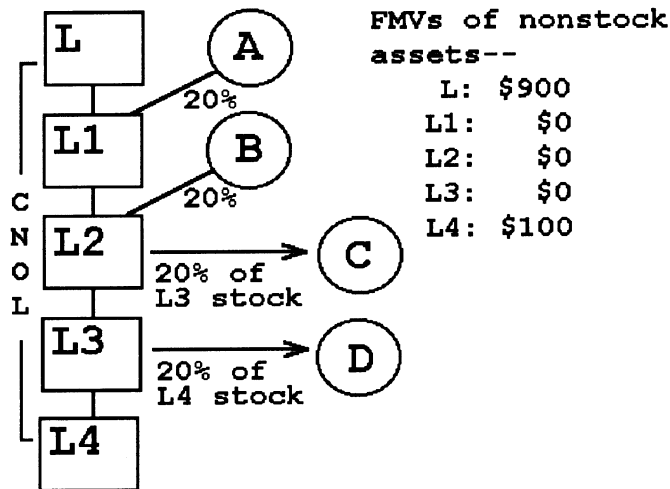 L
A
20%
L1
B
20%
C
N
O
L
L2
20% of
L3 stock
C
L3
20% of
L4 stock
D
L4
FMVs of nonstock
assets--
L: $900
L1: $0
L2: $0
L3: $0
L4: $100